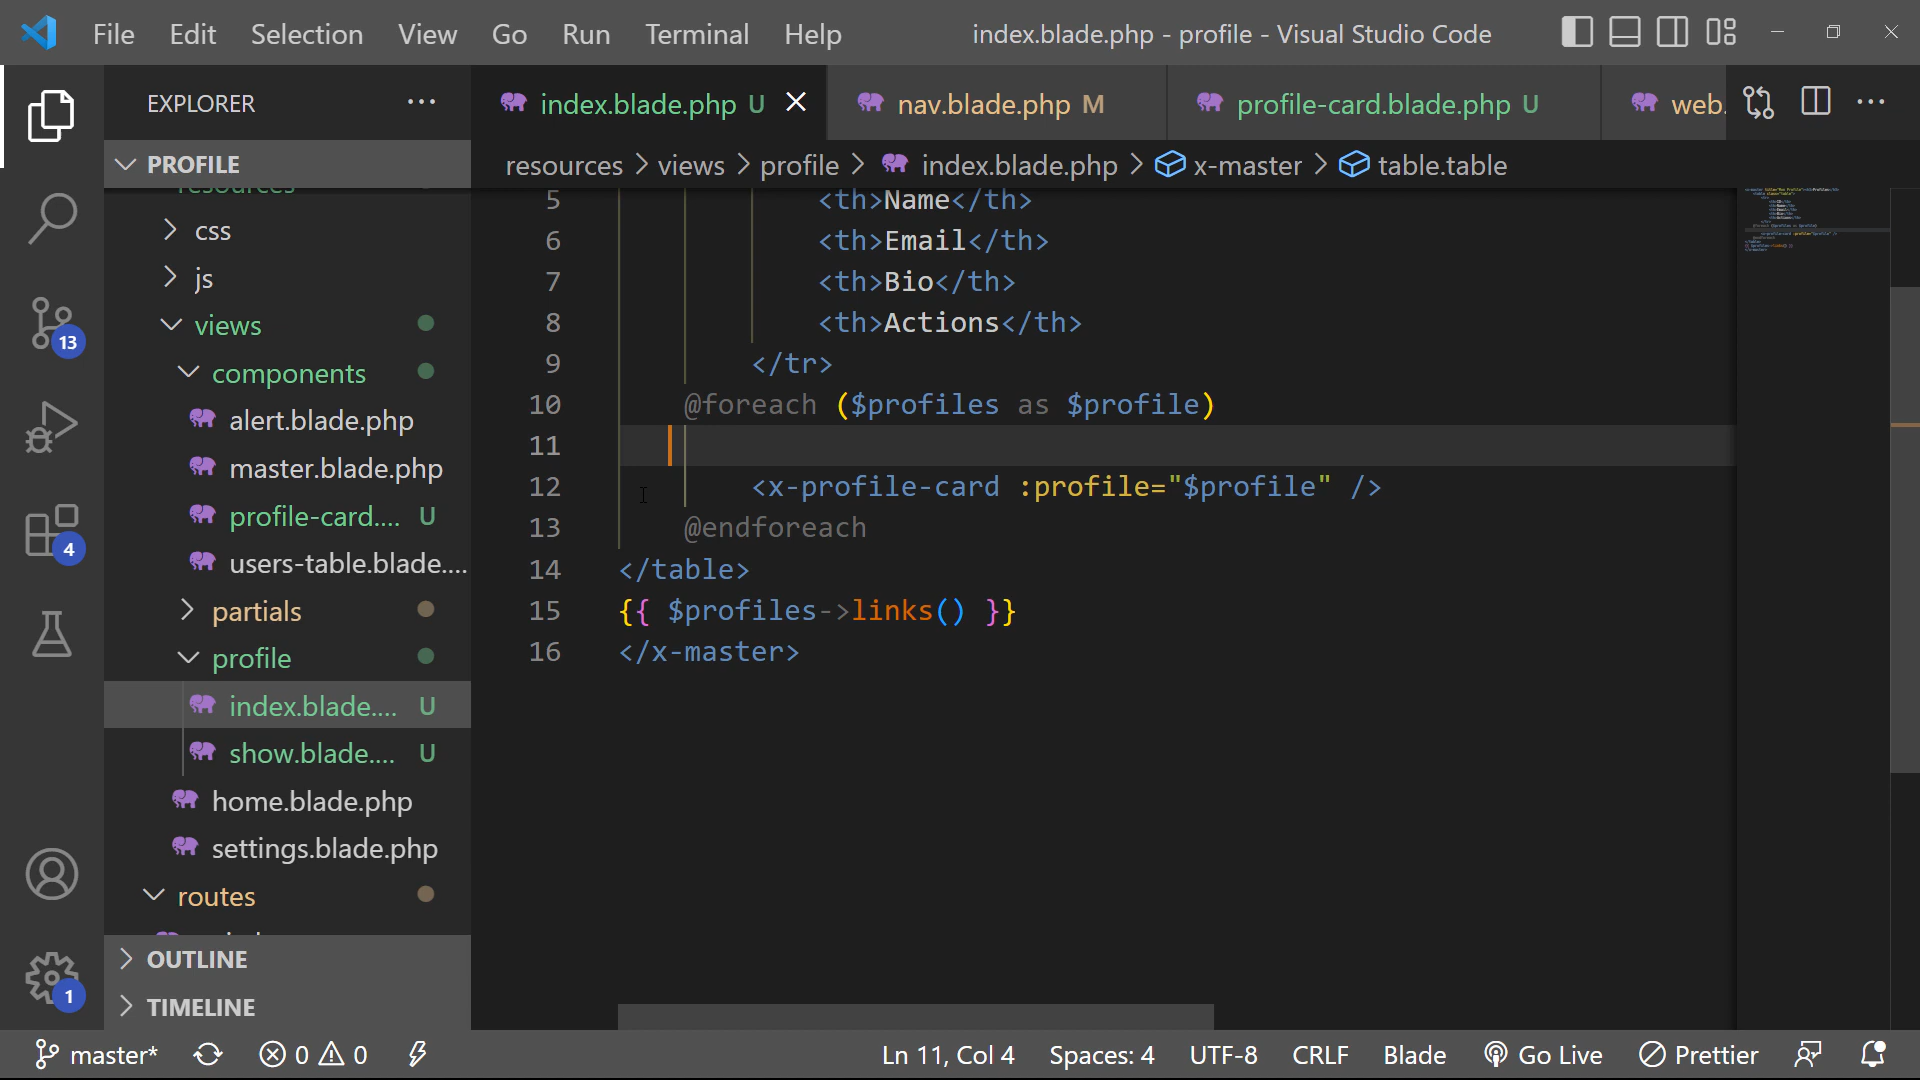 File Edit Selection View Go Run Terminal Help
index.blade.php - profile - Visual Studio Code
EXPLORER
index.blade.php U
nav.blade.php M
profile-card.blade.php U
web.
PROFILE
resources > views > profile > index.blade.php > x-master > table.table
resources
css
js
views
components
alert.blade.php
master.blade.php
profile-card.... U
users-table.blade....
partials
profile
index.blade.... U
show.blade.... U
home.blade.php
settings.blade.php
routes
OUTLINE
TIMELINE
13
4
1
5 <th>Name</th>
6 <th>Email</th>
7 <th>Bio</th>
8 <th>Actions</th>
9 </tr>
10 @foreach ($profiles as $profile)
11
12 <x-profile-card :profile="$profile" />
13 @endforeach
14 </table>
15 {{ $profiles->links() }}
16 </x-master>
master* 0 0 Ln 11, Col 4 Spaces: 4 UTF-8 CRLF Blade Go Live Prettier